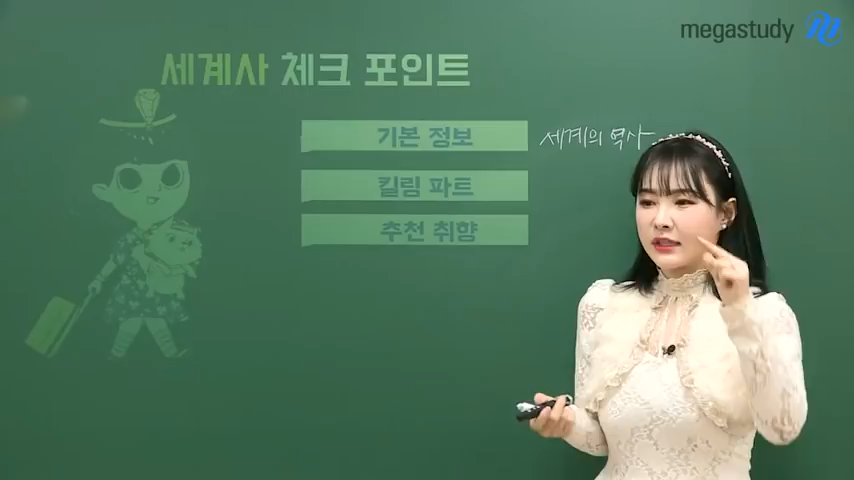 megastudy
세계사 체크 포인트
기본 정보
세계의 역사
킬링 파트
추천 취향